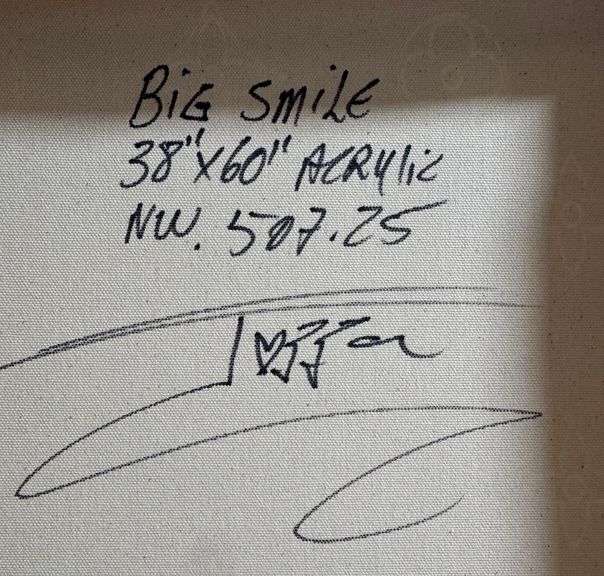 BiG SMiLE
38"x60" ACRYlic
NW. 507.25